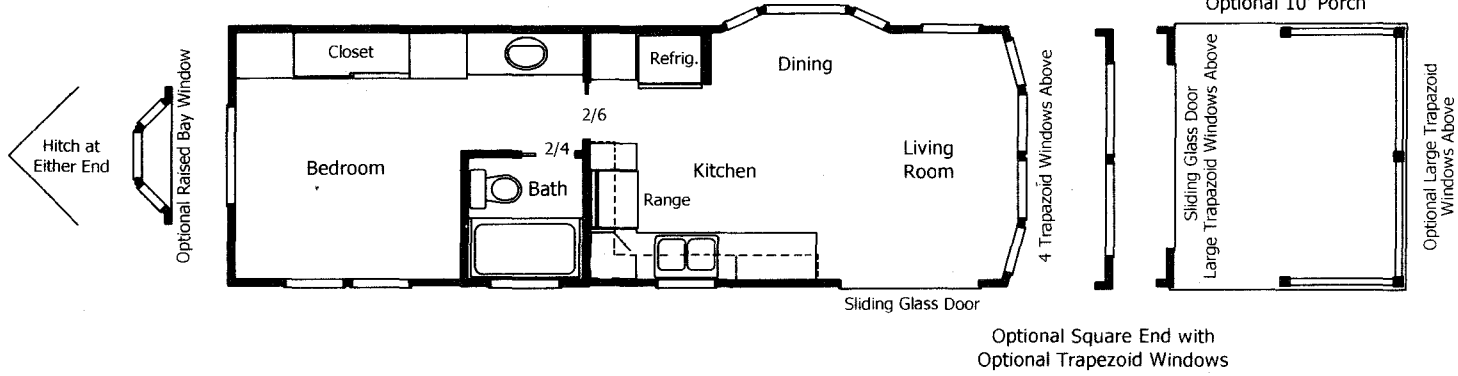 Optional 10' Porch
Closet
Refrig.
Dining
2/6
2/4
Hitch at
Either End
Optional Raised Bay Window
Bedroom
Bath
Kitchen
Range
Living
Room
4 Trapazoid Windows Above
Sliding Glass Door
Large Trapazoid Windows Above
Optional Large Trapazoid
Windows Above
Sliding Glass Door
Optional Square End with
Optional Trapezoid Windows